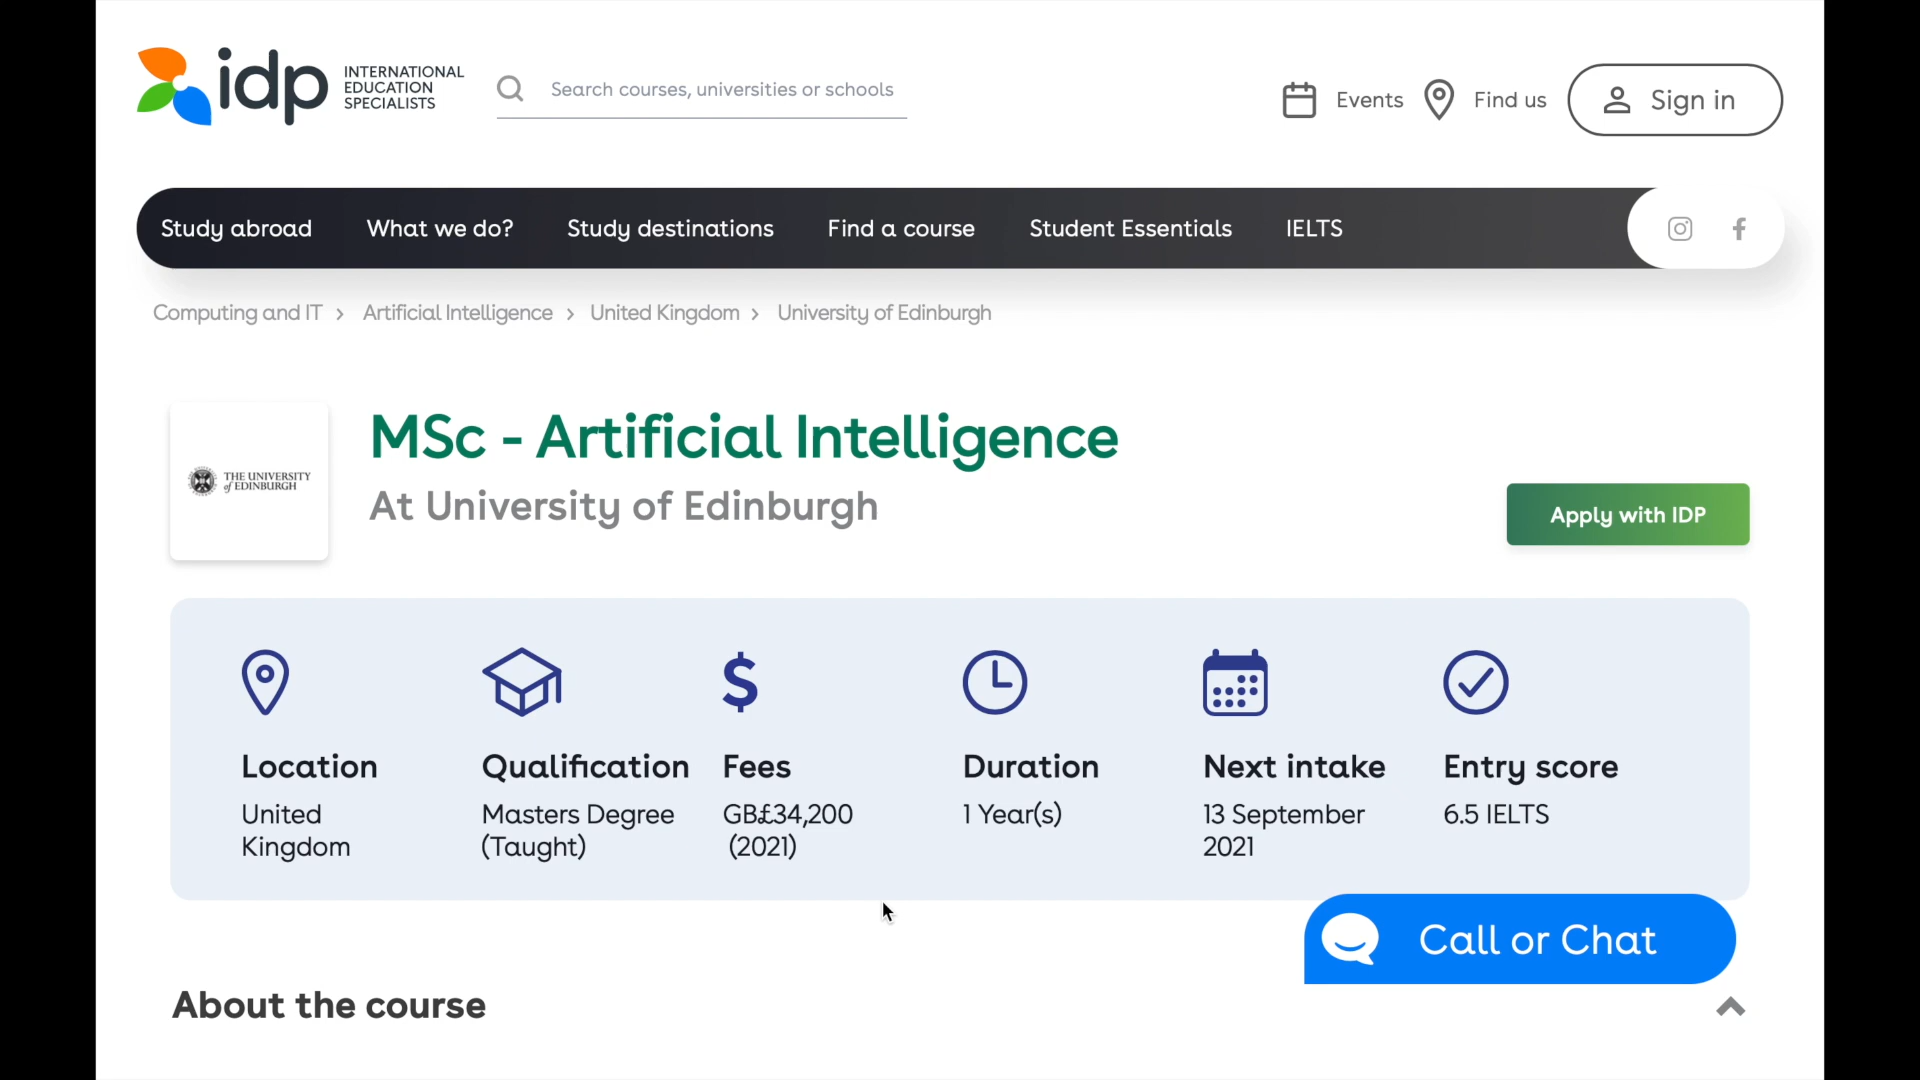 idp INTERNATIONAL
EDUCATION
SPECIALISTS
Search courses, universities or schools
Events
Find us
Sign in
Study abroad
What we do?
Study destinations
Find a course
Student Essentials
IELTS
Computing and IT > Artificial Intelligence > United Kingdom > University of Edinburgh
THE UNIVERSITY
of EDINBURGH
MSc - Artificial Intelligence
At University of Edinburgh
Apply with IDP
Location
United
Kingdom
Qualification
Masters Degree
(Taught)
Fees
GB£34,200
(2021)
Duration
1 Year(s)
Next intake
13 September
2021
Entry score
6.5 IELTS
Call or Chat
About the course